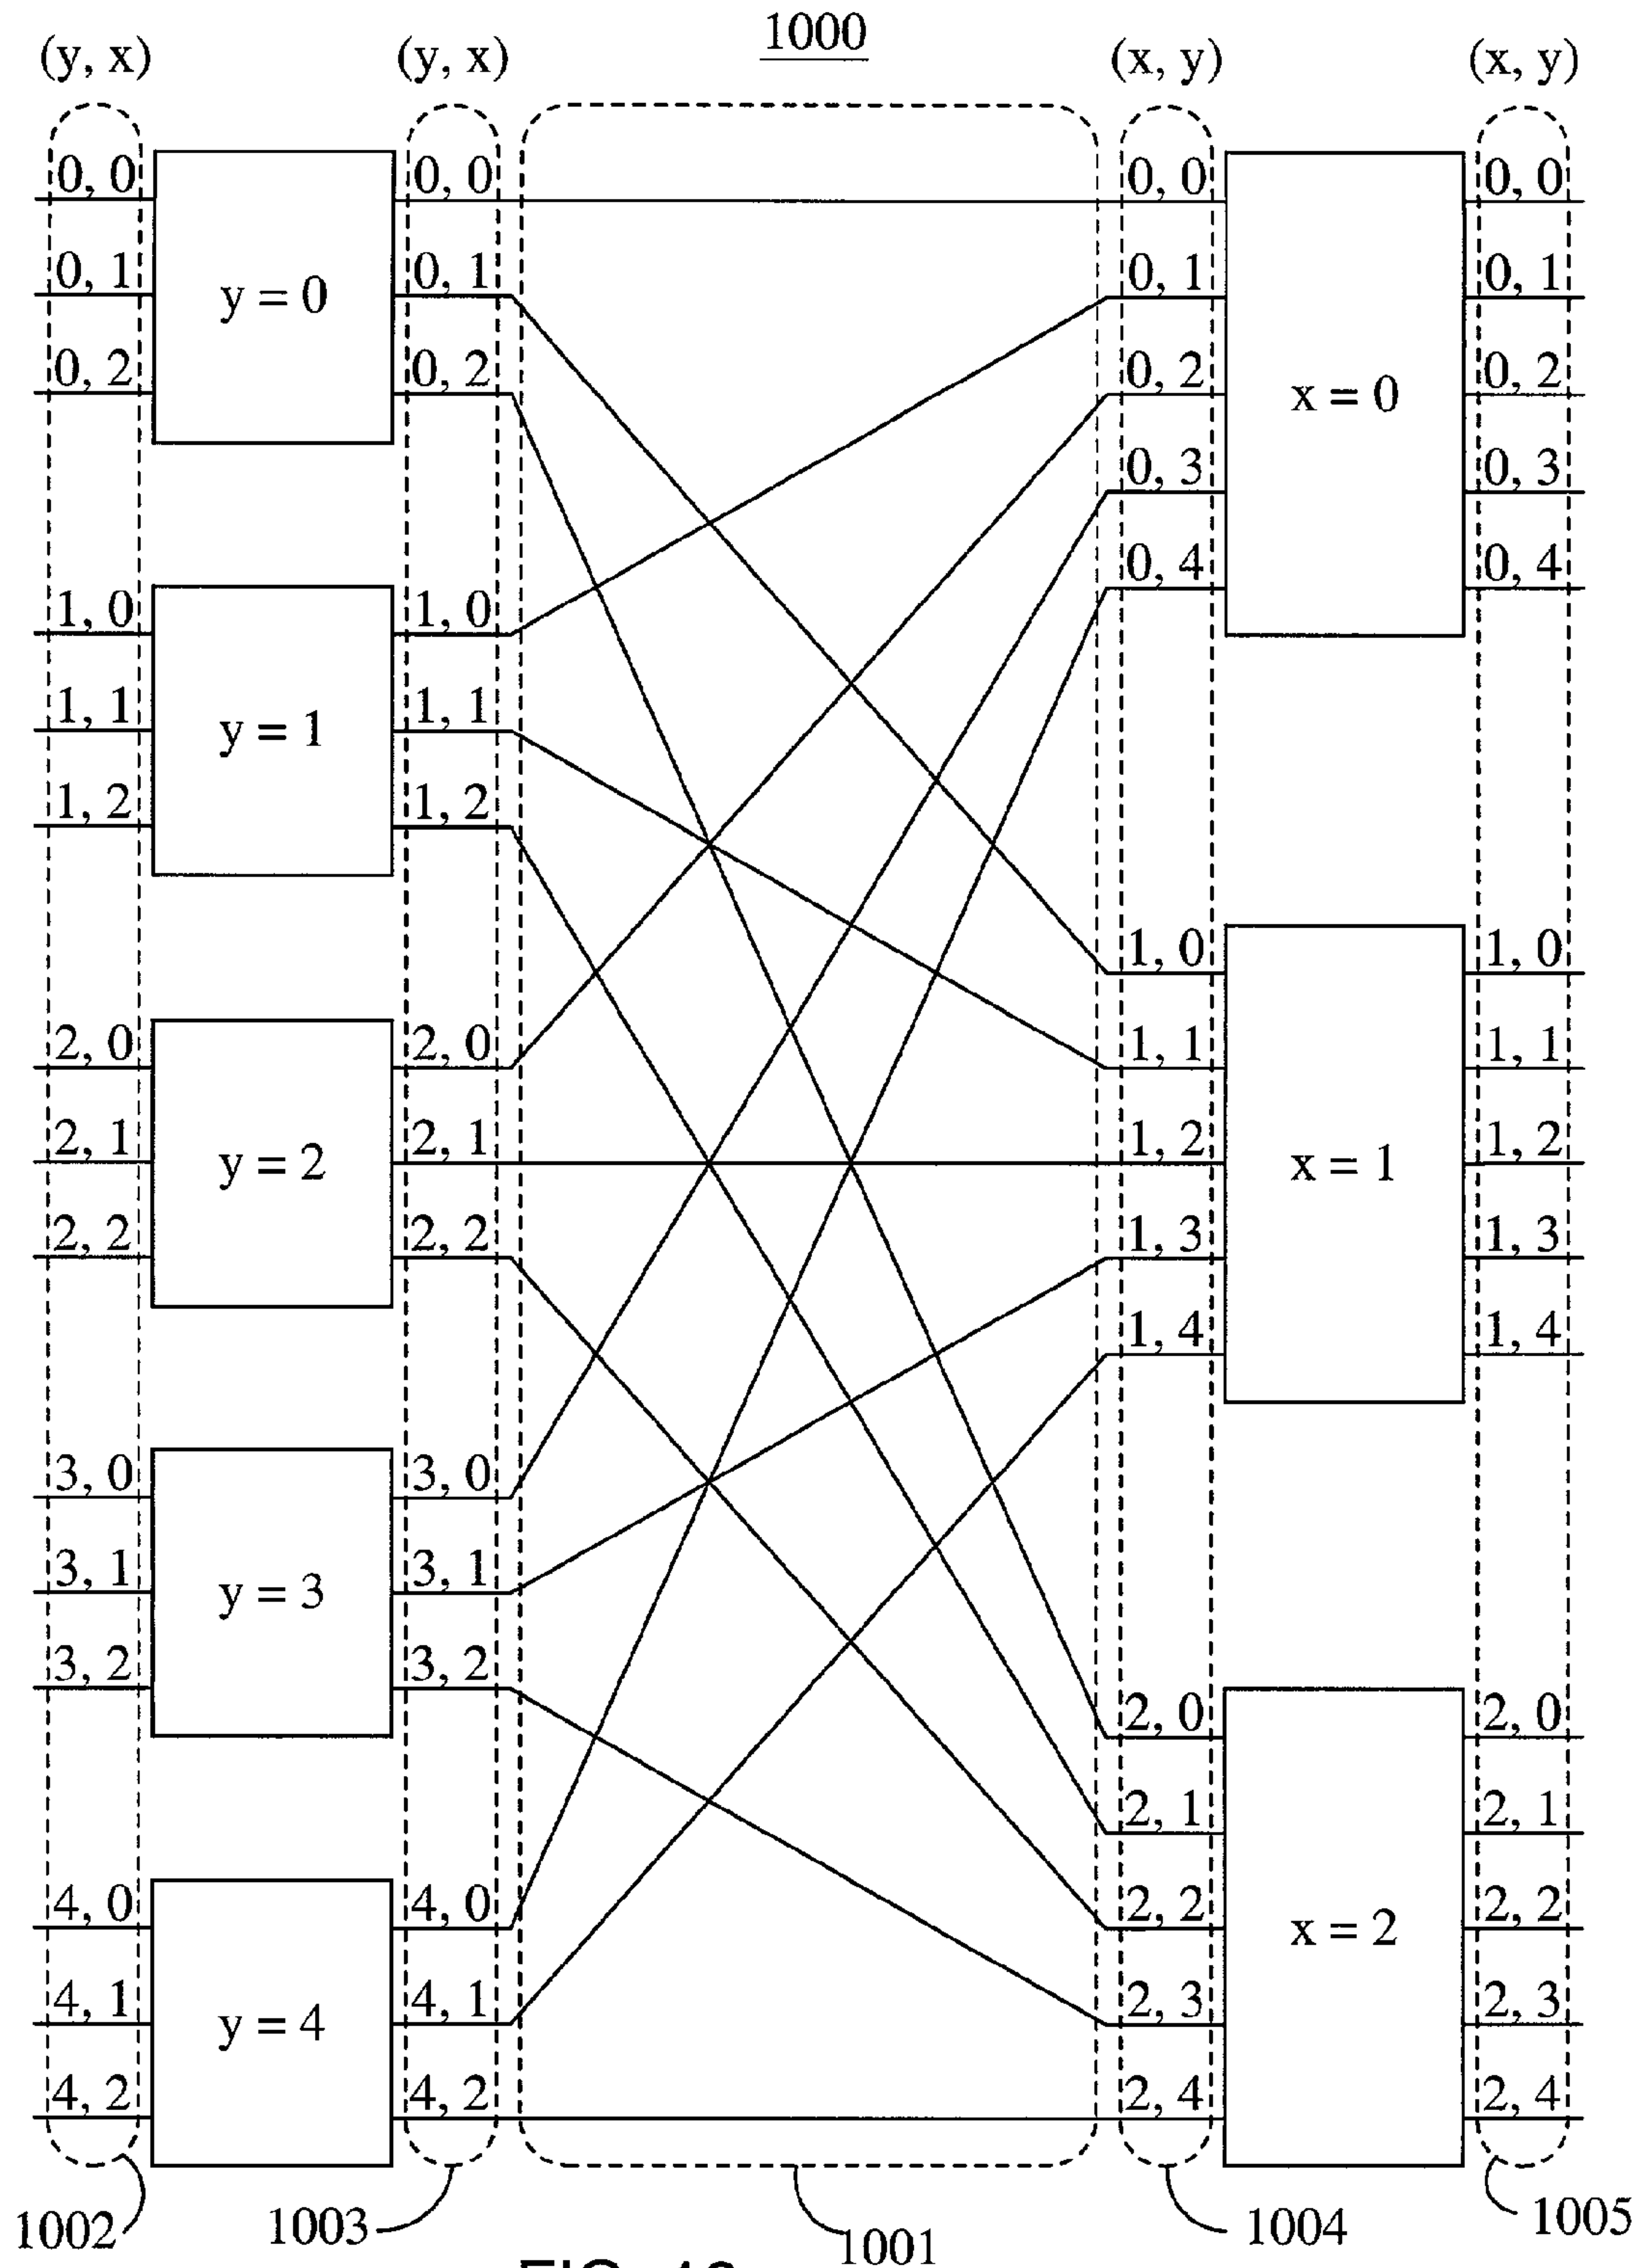 1000
(y, x) (y, x) (x, y) (x, y)
0, 0 0, 0 0, 0 0, 0
0, 1 y = 0 0, 1 0, 1 0, 1
0, 2 0, 2 0, 2 x = 0 0, 2
0, 3 0, 3
0, 4 0, 4
1, 0 1, 0
1, 1 y = 1 1, 1
1, 2 1, 2
1, 0 1, 0
2, 0 2, 0 1, 1 1, 1
2, 1 y = 2 2, 1 1, 2 x = 1 1, 2
2, 2 2, 2 1, 3 1, 3
1, 4 1, 4
3, 0 3, 0
3, 1 y = 3 3, 1
3, 2 3, 2
2, 0 2, 0
2, 1 2, 1
4, 0 4, 0 2, 2 x = 2 2, 2
4, 1 y = 4 4, 1 2, 3 2, 3
4, 2 4, 2 2, 4 2, 4
1002 1003 1001 1004 1005